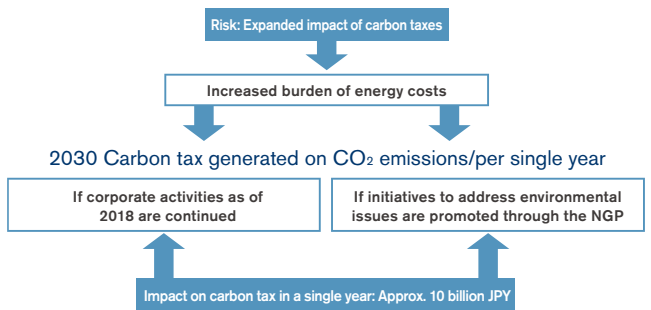 Risk: Expanded impact of carbon taxes
Increased burden of energy costs
2030 Carbon tax generated on CO₂ emissions/per single year
If corporate activities as of
2018 are continued
If initiatives to address environmental
issues are promoted through the NGP
Impact on carbon tax in a single year: Approx. 10 billion JPY